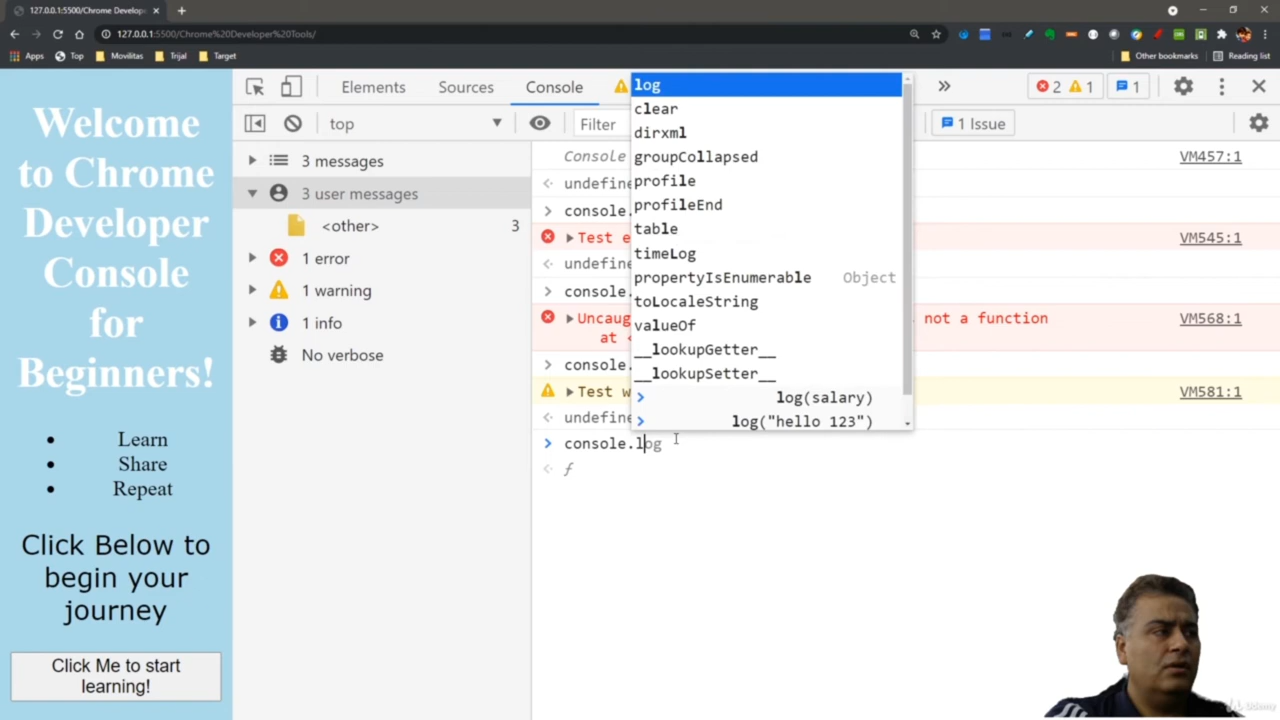 127.0.0.1:5500/Chrome Develop
127.0.0.1:5500/Chrome%20Developer%20Tools/
Apps
Top
Movilitas
Trijal
Target
Other bookmarks
Reading list
Welcome
to Chrome
Developer
Console
for
Beginners!
Learn
Share
Repeat
Click Below to
begin your
journey
Click Me to start
learning!
Elements
Sources
Console
2
1
1
top
Filter
1 Issue
3 messages
3 user messages
<other>
3
1 error
1 warning
1 info
No verbose
Console
VM457:1
undefine
console.
Test e
VM545:1
undefine
console.
Uncaug
not a function
VM568:1
at <
console.
Test w
VM581:1
undefine
console.log
f
log
clear
dirxml
groupCollapsed
profile
profileEnd
table
timeLog
propertyIsEnumerable Object
toLocaleString
valueOf
__lookupGetter__
__lookupSetter__
log(salary)
log("hello 123")
Udemy